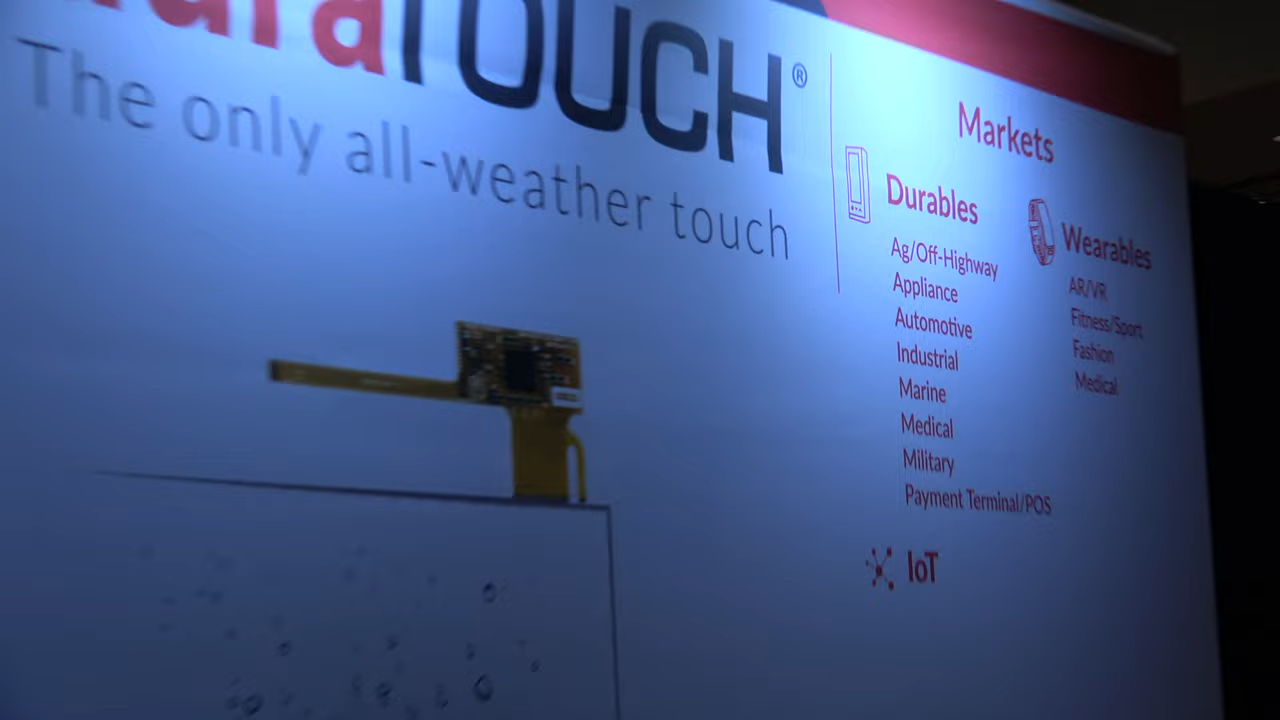 duraTOUCH®
The only all-weather touch
Markets
Durables
Ag/Off-Highway
Appliance
Automotive
Industrial
Marine
Medical
Military
Payment Terminal/POS
Wearables
AR/VR
Fitness/Sport
Fashion
Medical
IoT